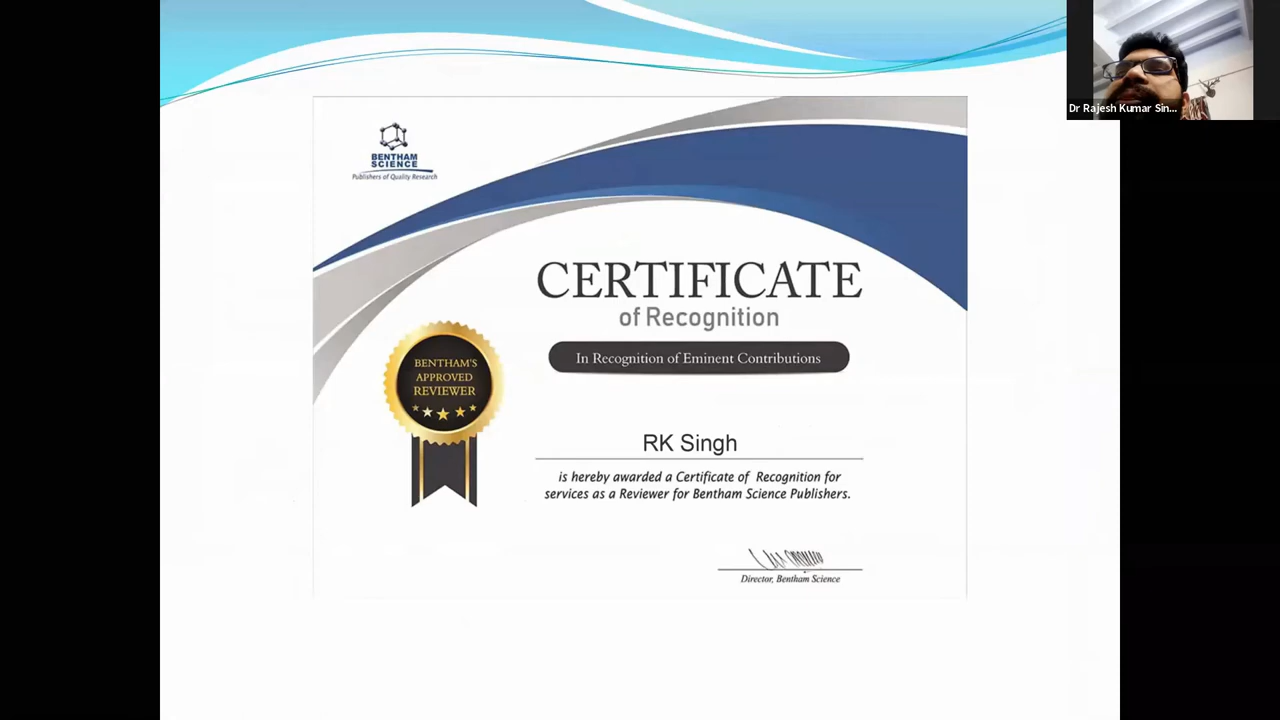 Dr Rajesh Kumar Sin...
BENTHAM
SCIENCE
Publishers of Quality Research
CERTIFICATE
of Recognition
In Recognition of Eminent Contributions
BENTHAM'S
APPROVED
REVIEWER
RK Singh
is hereby awarded a Certificate of Recognition for
services as a Reviewer for Bentham Science Publishers.
Director, Bentham Science